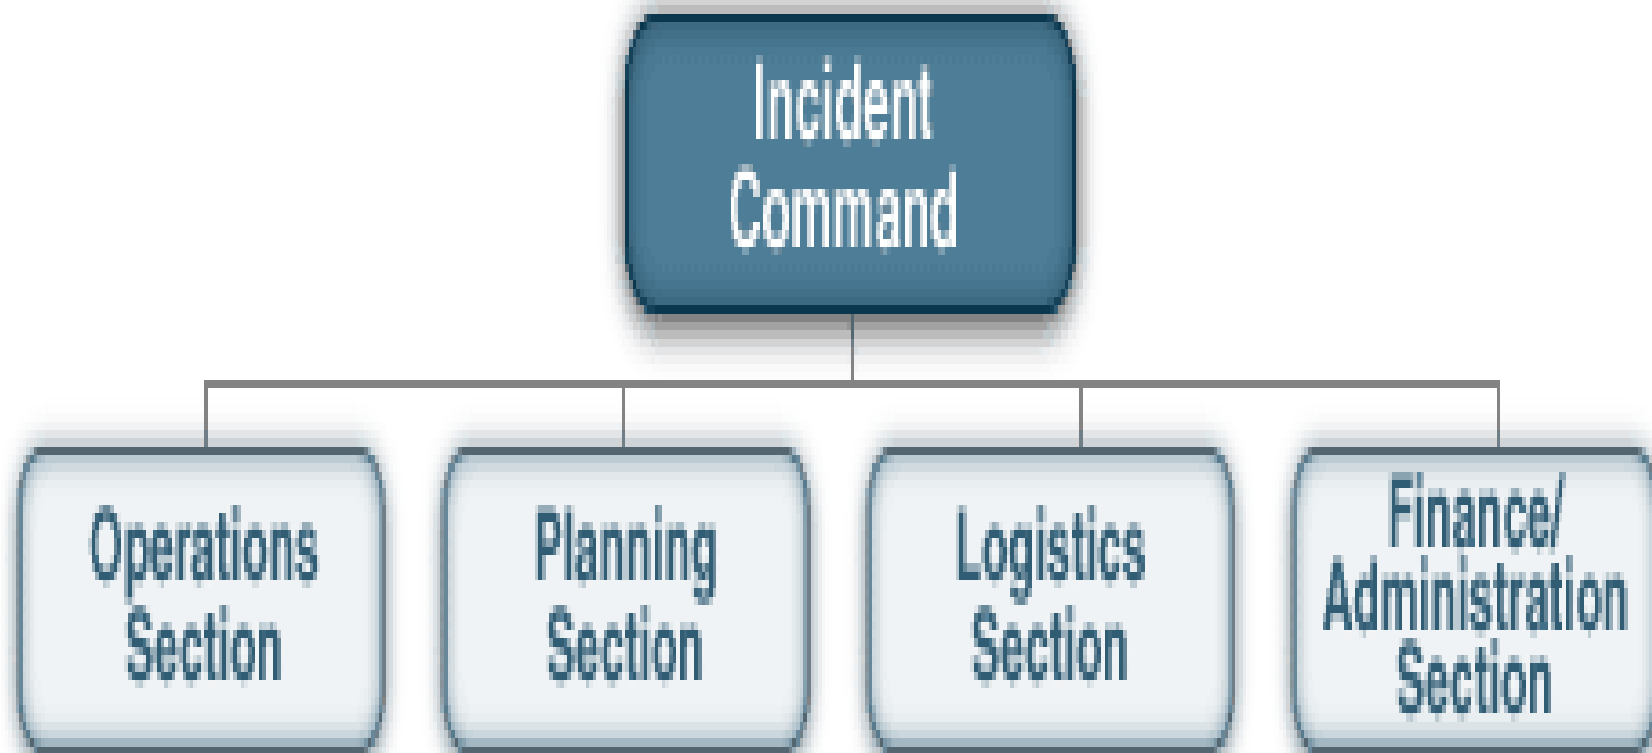 Incident
Command
Operations
Section
Planning
Section
Logistics
Section
Finance/
Administration
Section